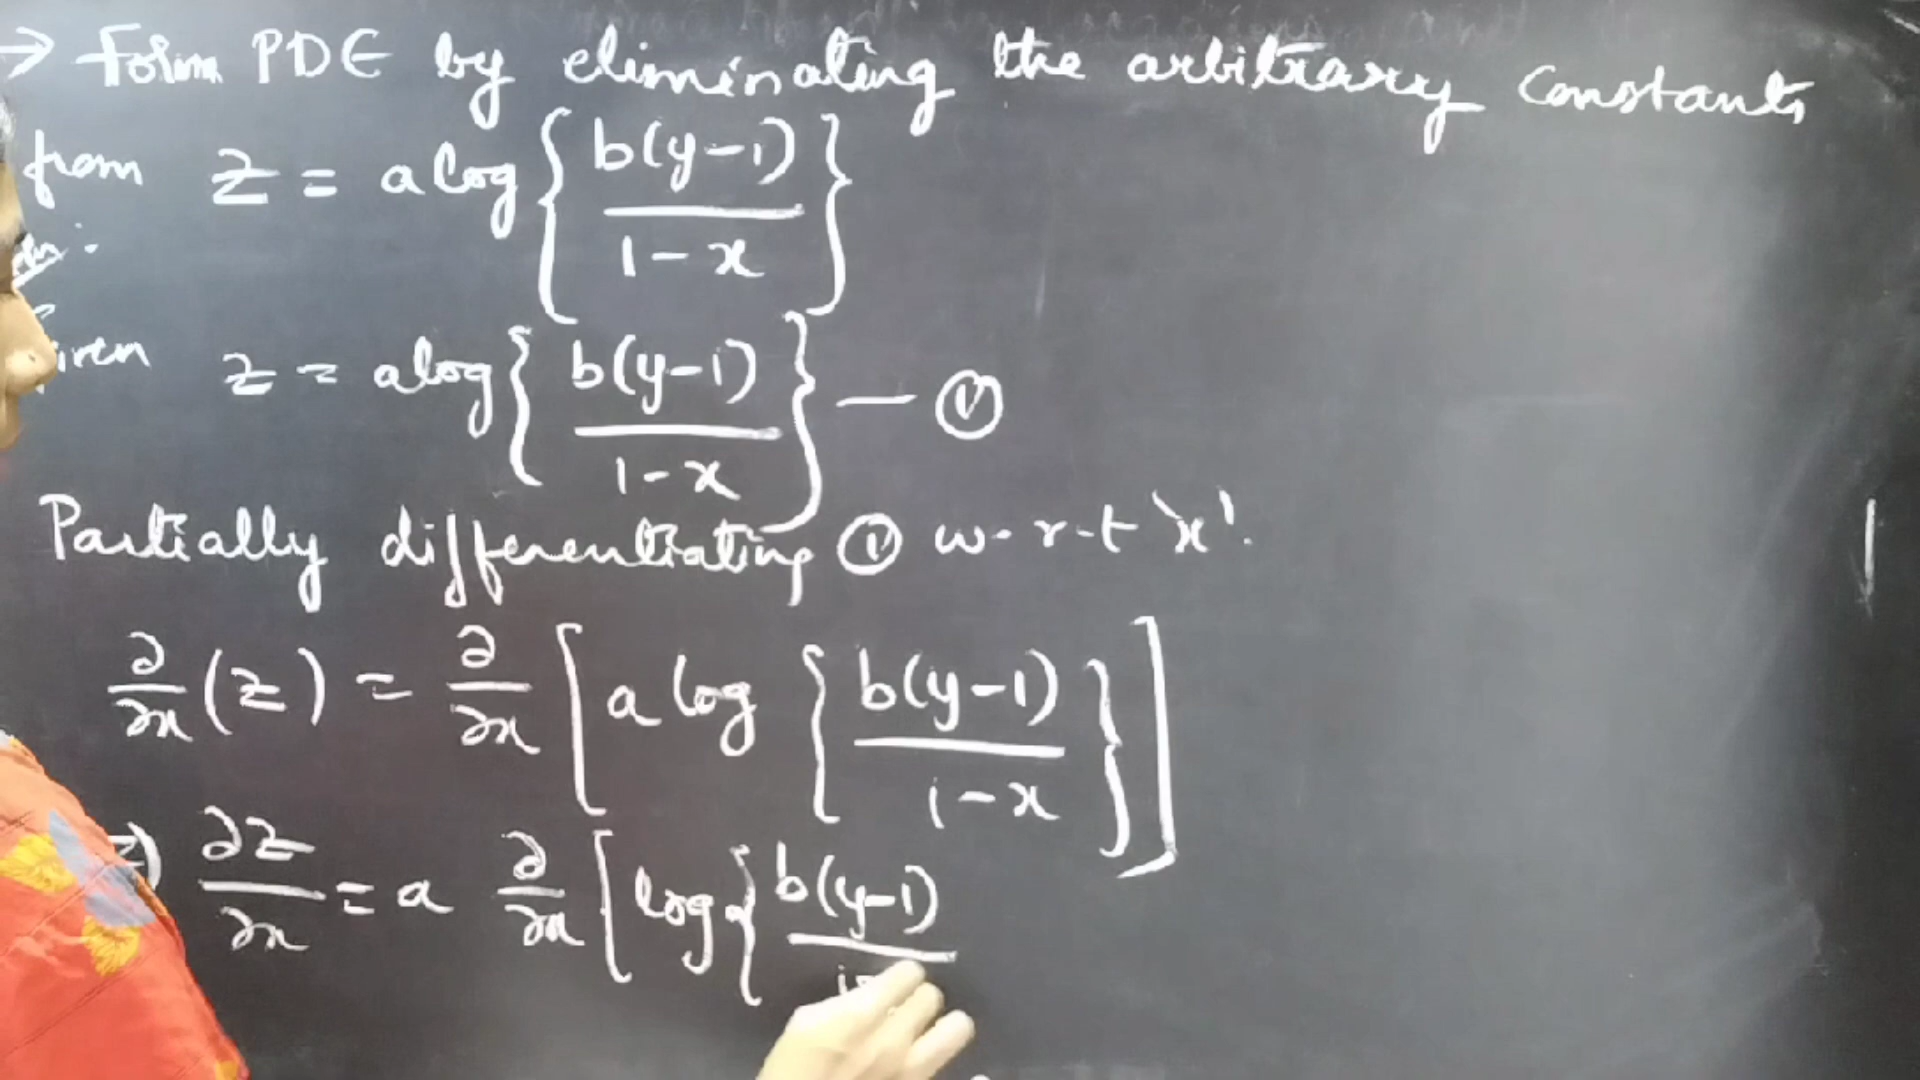 → Form PDE by eliminating the arbitrary constants
from z = a log { b(y-1) / 1-x }
z = a log { b(y-1) / 1-x } — ①
Partially differentiating ① w.r.t 'x'.
∂/∂x (z) = ∂/∂x [ a log { b(y-1) / 1-x } ]
∂z/∂x = a ∂/∂x [ log { b(y-1)